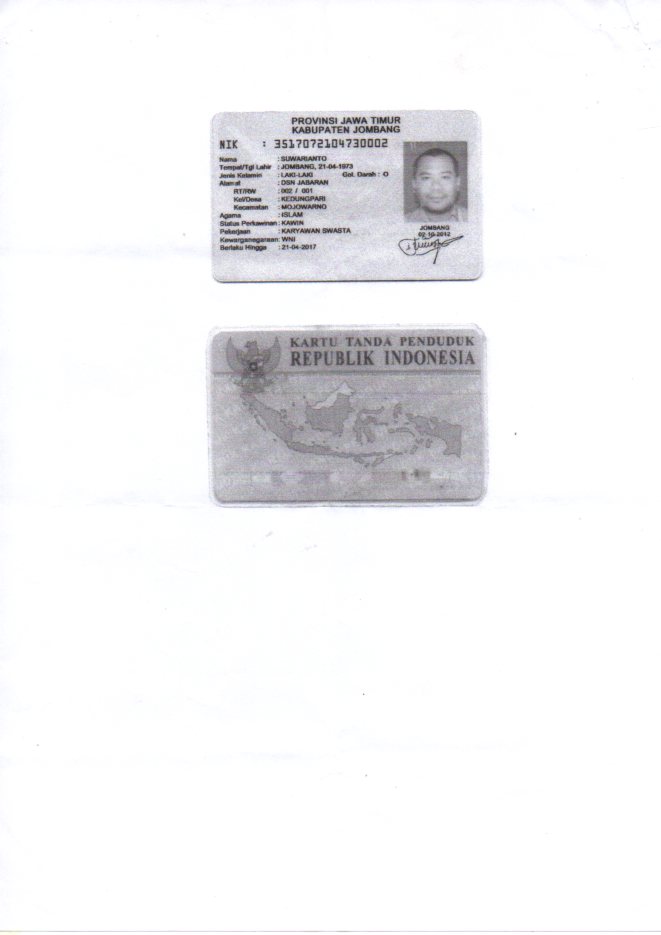 PROVINSI JAWA TIMUR
KABUPATEN JOMBANG
NIK : 3517072104730002
Nama : SUWARIANTO
Tempat/Tgl Lahir : JOMBANG, 21-04-1973
Jenis Kelamin : LAKI-LAKI Gol. Darah : O
Alamat : DSN JABARAN
RT/RW : 002 / 001
Kel/Desa : KEDUNGPARI
Kecamatan : MOJOWARNO
Agama : ISLAM
Status Perkawinan : KAWIN
Pekerjaan : KARYAWAN SWASTA
Kewarganegaraan: WNI
Berlaku Hingga : 21-04-2017
JOMBANG
02-10-2012
KARTU TANDA PENDUDUK
REPUBLIK INDONESIA